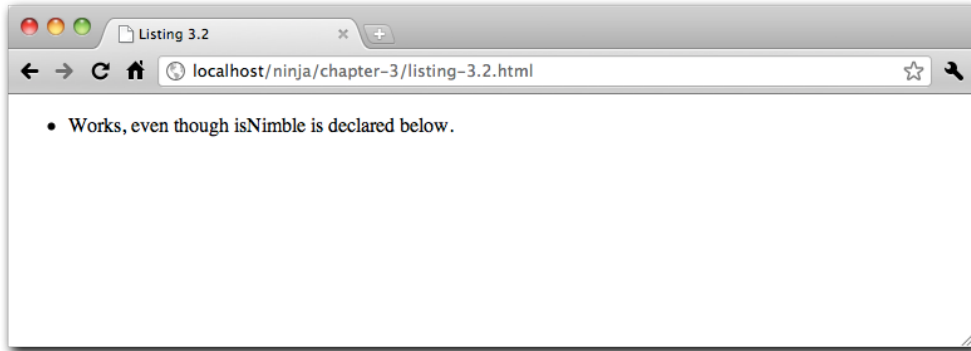 Listing 3.2
localhost/ninja/chapter-3/listing-3.2.html
• Works, even though isNimble is declared below.